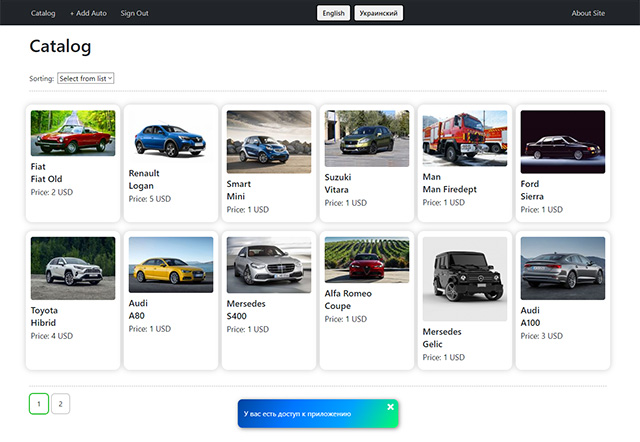 Catalog + Add Auto Sign Out English Украинский About Site
Catalog
Sorting: Select from list
Fiat
Fiat Old
Price: 2 USD
Renault
Logan
Price: 5 USD
Smart
Mini
Price: 1 USD
Suzuki
Vitara
Price: 1 USD
Man
Man Firedept
Price: 1 USD
Ford
Sierra
Price: 1 USD
Toyota
Hibrid
Price: 4 USD
Audi
A80
Price: 1 USD
Mersedes
S400
Price: 1 USD
Alfa Romeo
Coupe
Price: 1 USD
Mersedes
Gelic
Price: 1 USD
Audi
A100
Price: 3 USD
1 2
У вас есть доступ к приложению